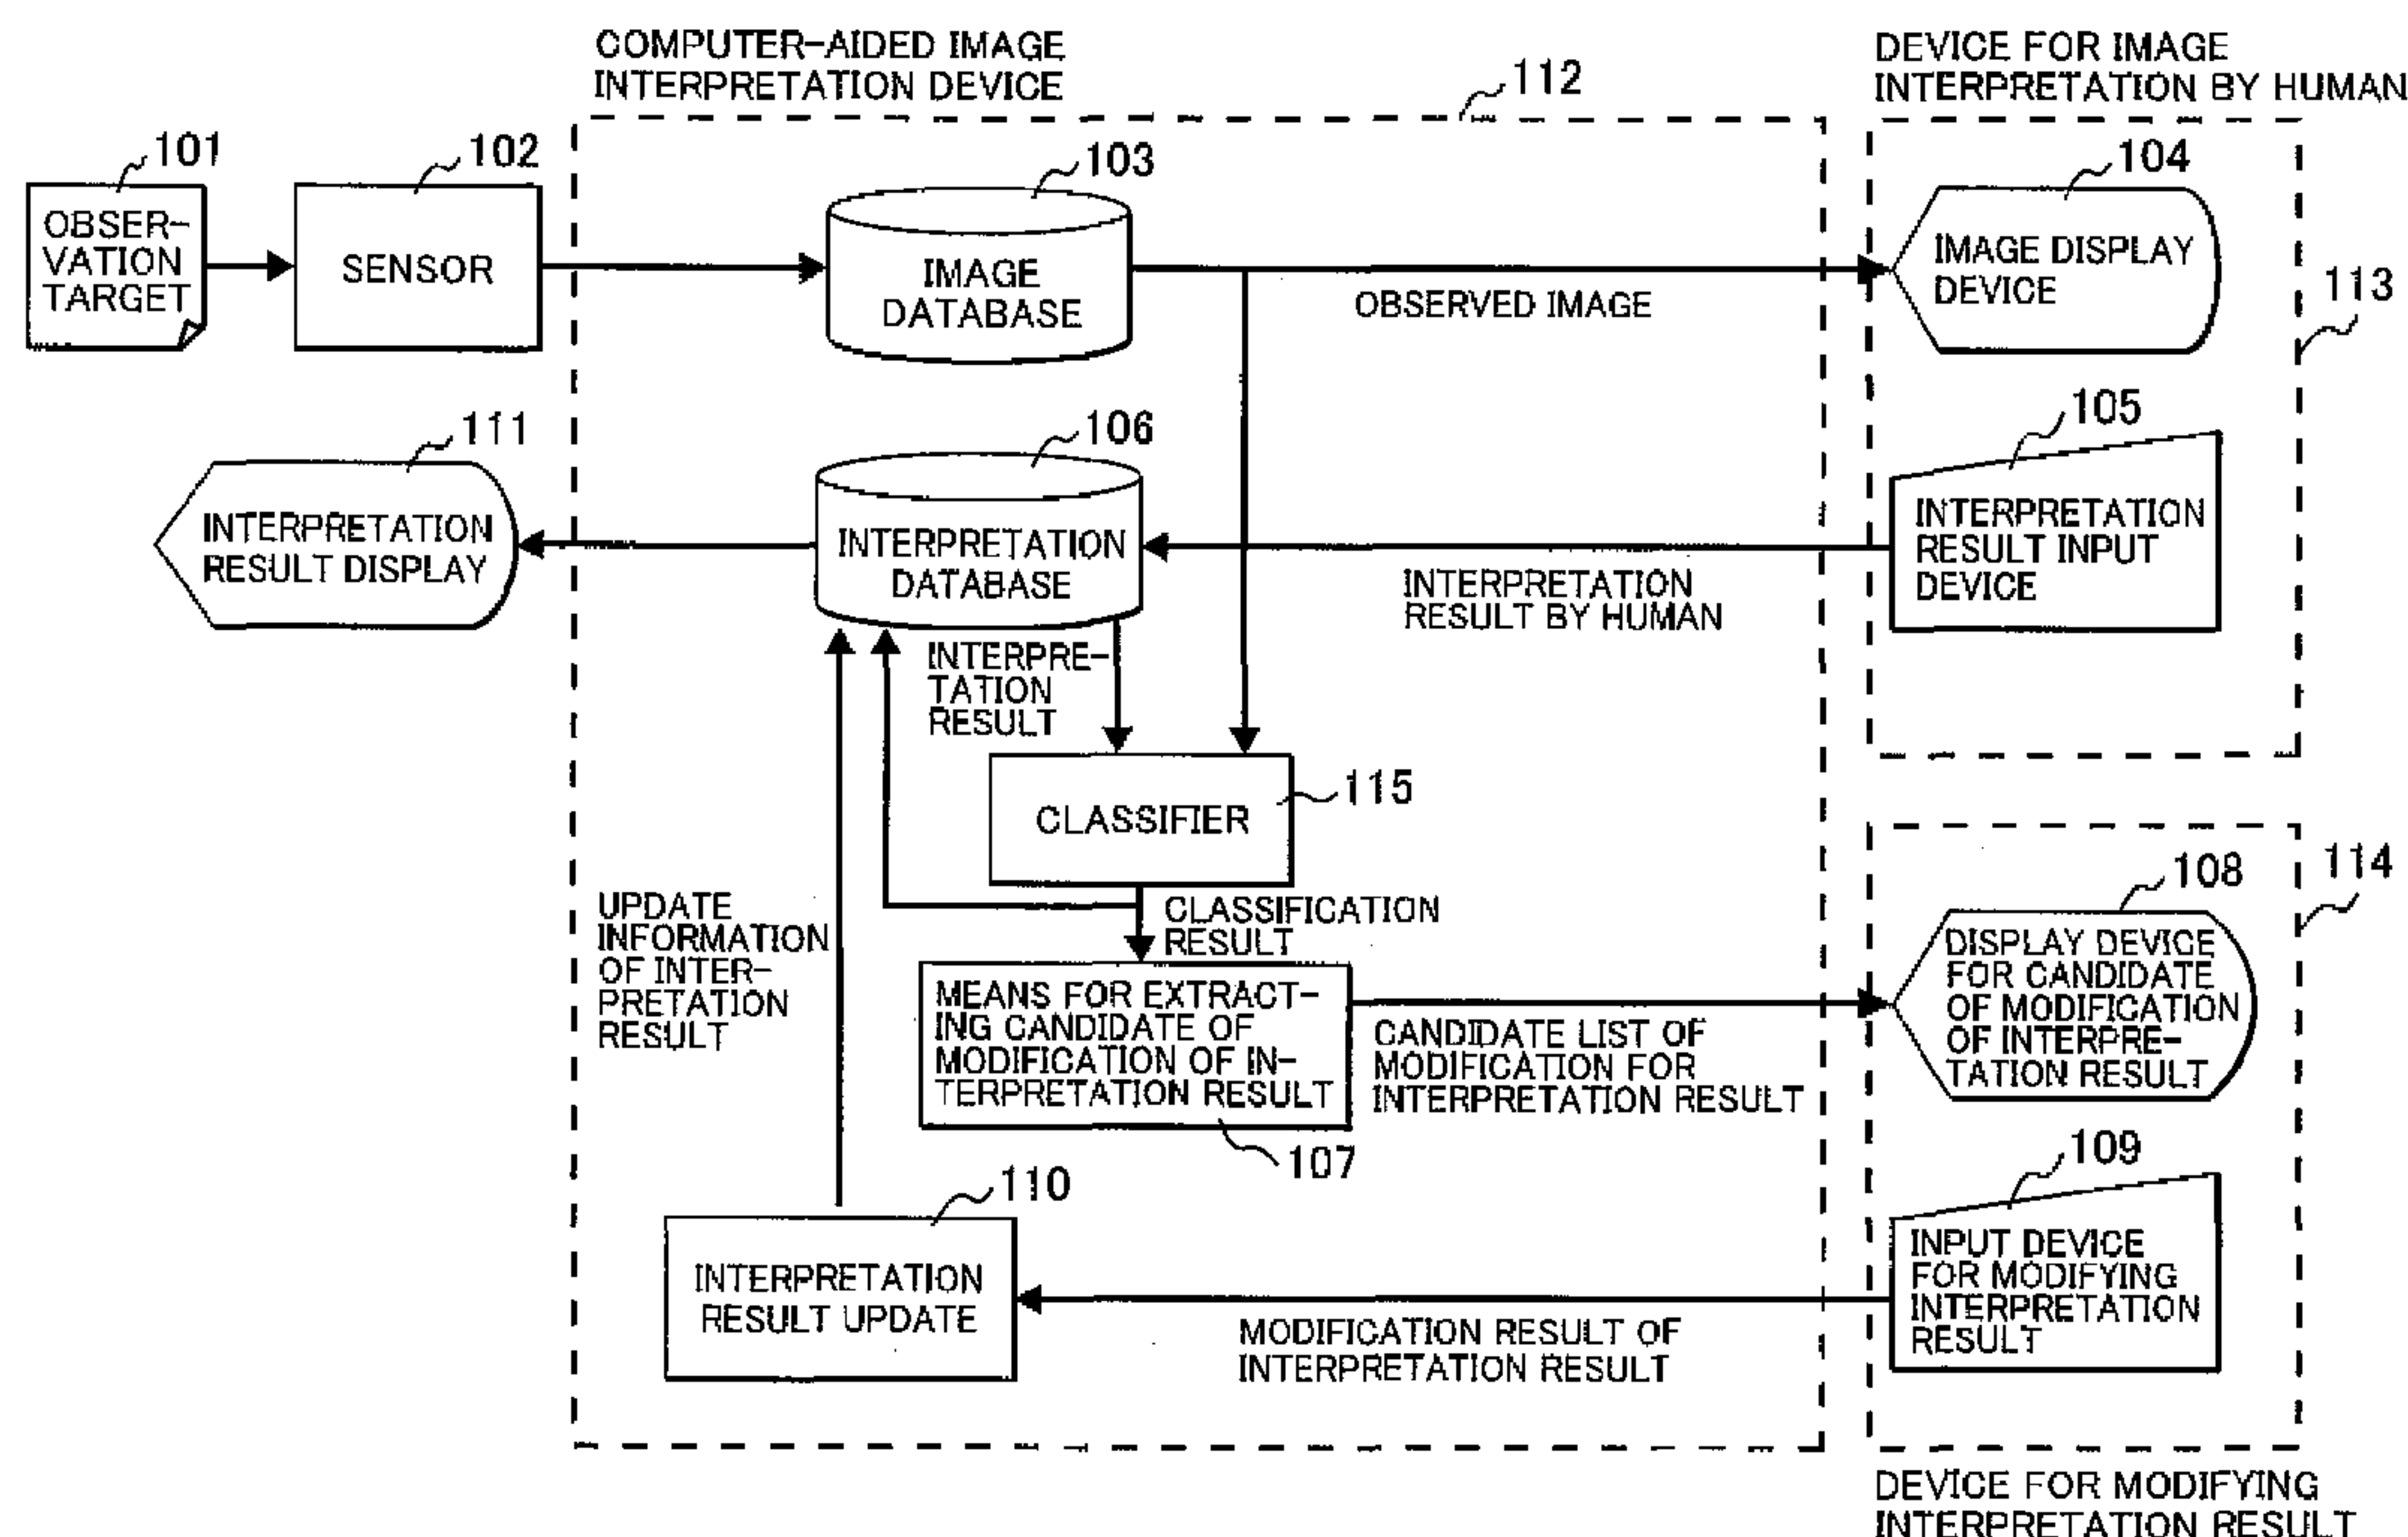 COMPUTER-AIDED IMAGE
INTERPRETATION DEVICE
112
DEVICE FOR IMAGE
INTERPRETATION BY HUMAN
101
OBSER-
VATION
TARGET
102
SENSOR
103
IMAGE
DATABASE
OBSERVED IMAGE
104
IMAGE DISPLAY
DEVICE
113
111
INTERPRETATION
RESULT DISPLAY
106
INTERPRETATION
DATABASE
INTERPRETATION
RESULT BY HUMAN
105
INTERPRETATION
RESULT INPUT
DEVICE
INTERPRE-
TATION
RESULT
115
CLASSIFIER
CLASSIFICATION
RESULT
UPDATE
INFORMATION
OF INTER-
PRETATION
RESULT
MEANS FOR EXTRACT-
ING CANDIDATE OF
MODIFICATION OF IN-
TERPRETATION RESULT
107
CANDIDATE LIST OF
MODIFICATION FOR
INTERPRETATION RESULT
108
114
DISPLAY DEVICE
FOR CANDIDATE
OF MODIFICATION
OF INTERPRE-
TATION RESULT
110
INTERPRETATION
RESULT UPDATE
MODIFICATION RESULT OF
INTERPRETATION RESULT
109
INPUT DEVICE
FOR MODIFYING
INTERPRETATION
RESULT
DEVICE FOR MODIFYING
INTERPRETATION RESULT